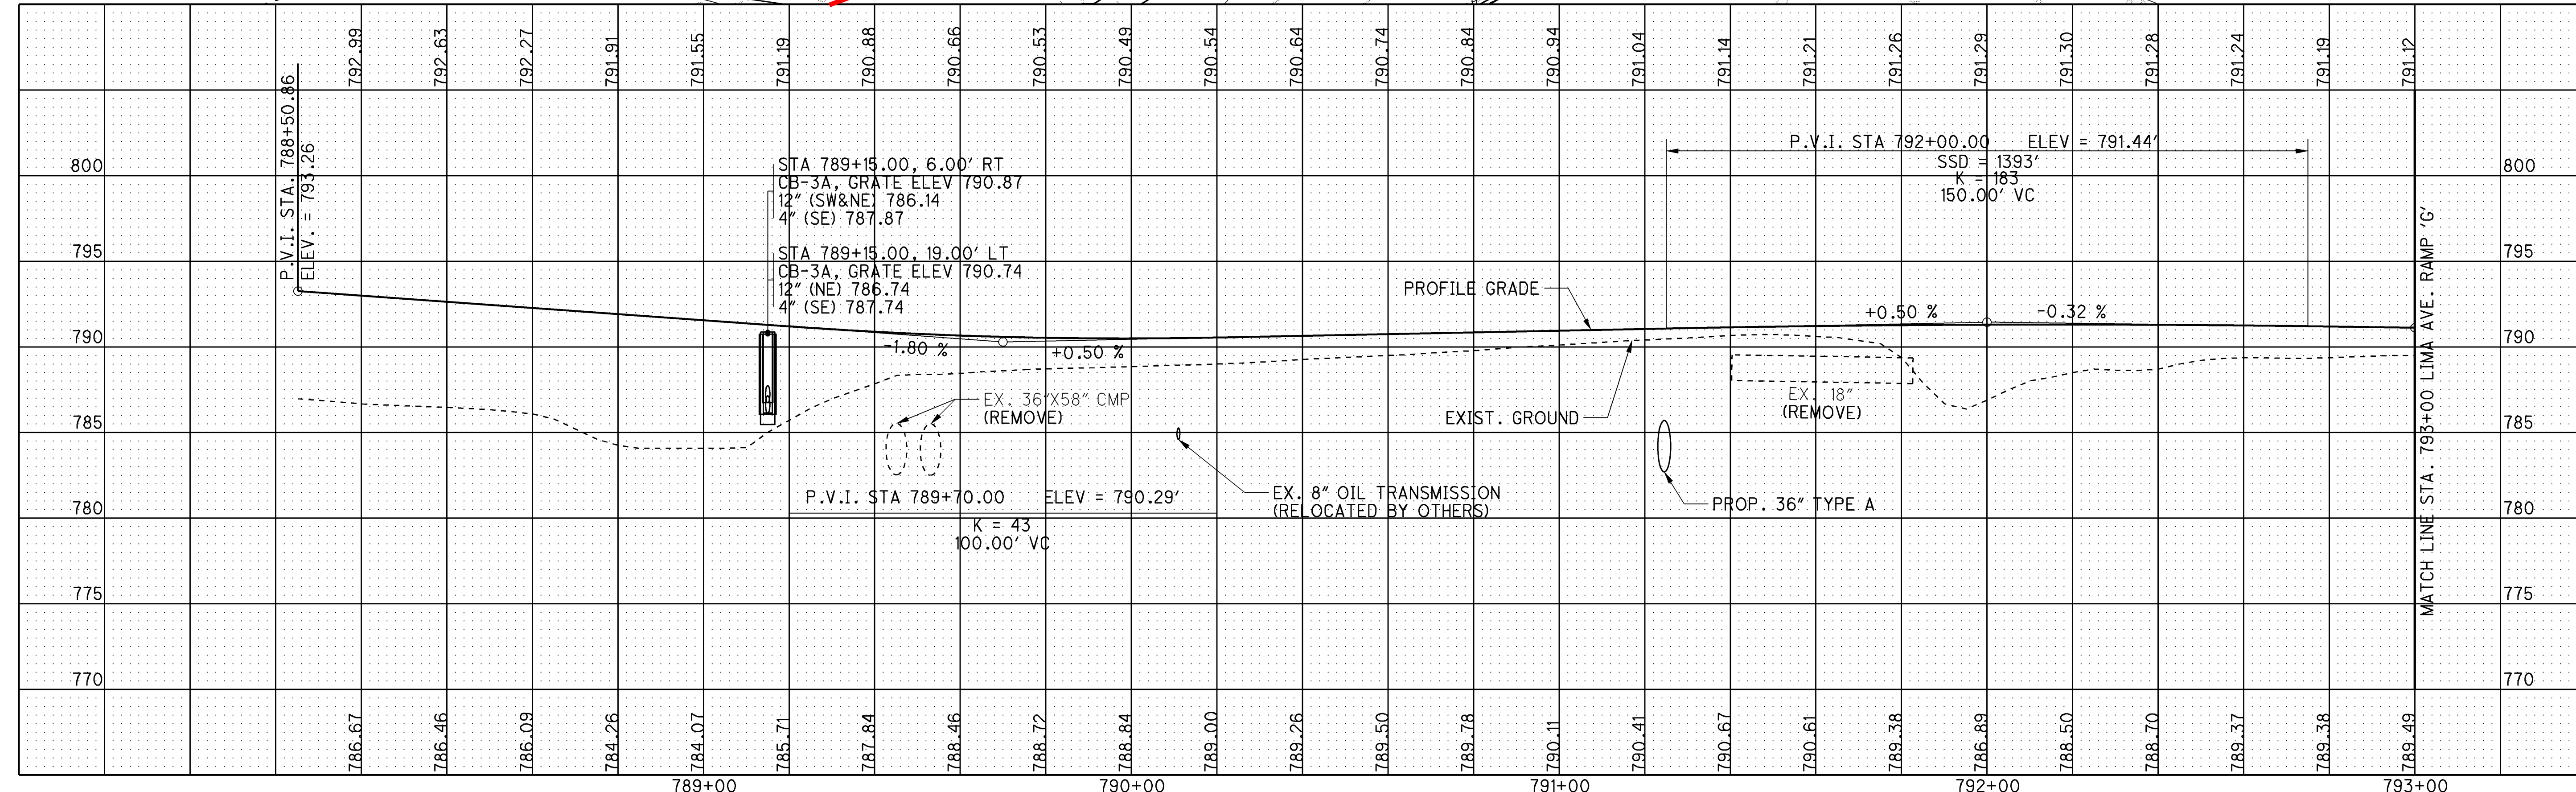 792.99 792.63 792.27 791.91 791.55 791.19 790.88 790.66 790.53 790.49 790.54 790.64 790.74 790.84 790.94 791.04 791.14 791.21 791.26 791.29 791.30 791.28 791.24 791.19 791.12
P.V.I. STA. 788+50.86
ELEV. = 793.26
800
795
790
785
780
775
770
STA 789+15.00, 6.00' RT
CB-3A, GRATE ELEV 790.87
12" (SW&NE) 786.14
4" (SE) 787.87
STA 789+15.00, 19.00' LT
CB-3A, GRATE ELEV 790.74
12" (NE) 786.74
4" (SE) 787.74
-1.80 %
+0.50 %
EX. 36"X58" CMP
(REMOVE)
P.V.I. STA 789+70.00 ELEV = 790.29'
K = 43
100.00' VC
EX. 8" OIL TRANSMISSION
(RELOCATED BY OTHERS)
PROFILE GRADE
EXIST. GROUND
P.V.I. STA 792+00.00 ELEV = 791.44'
SSD = 1393'
K = 183
150.00' VC
+0.50 %
-0.32 %
EX. 18"
(REMOVE)
PROP. 36" TYPE A
MATCH LINE STA. 793+00 LIMA AVE. RAMP 'G'
800
795
790
785
780
775
770
786.67 786.46 786.09 784.26 784.07 785.71 787.84 788.46 788.72 788.84 789.00 789.26 789.50 789.78 790.11 790.41 790.67 790.61 789.38 786.89 788.50 788.70 789.37 789.38 789.49
789+00 790+00 791+00 792+00 793+00